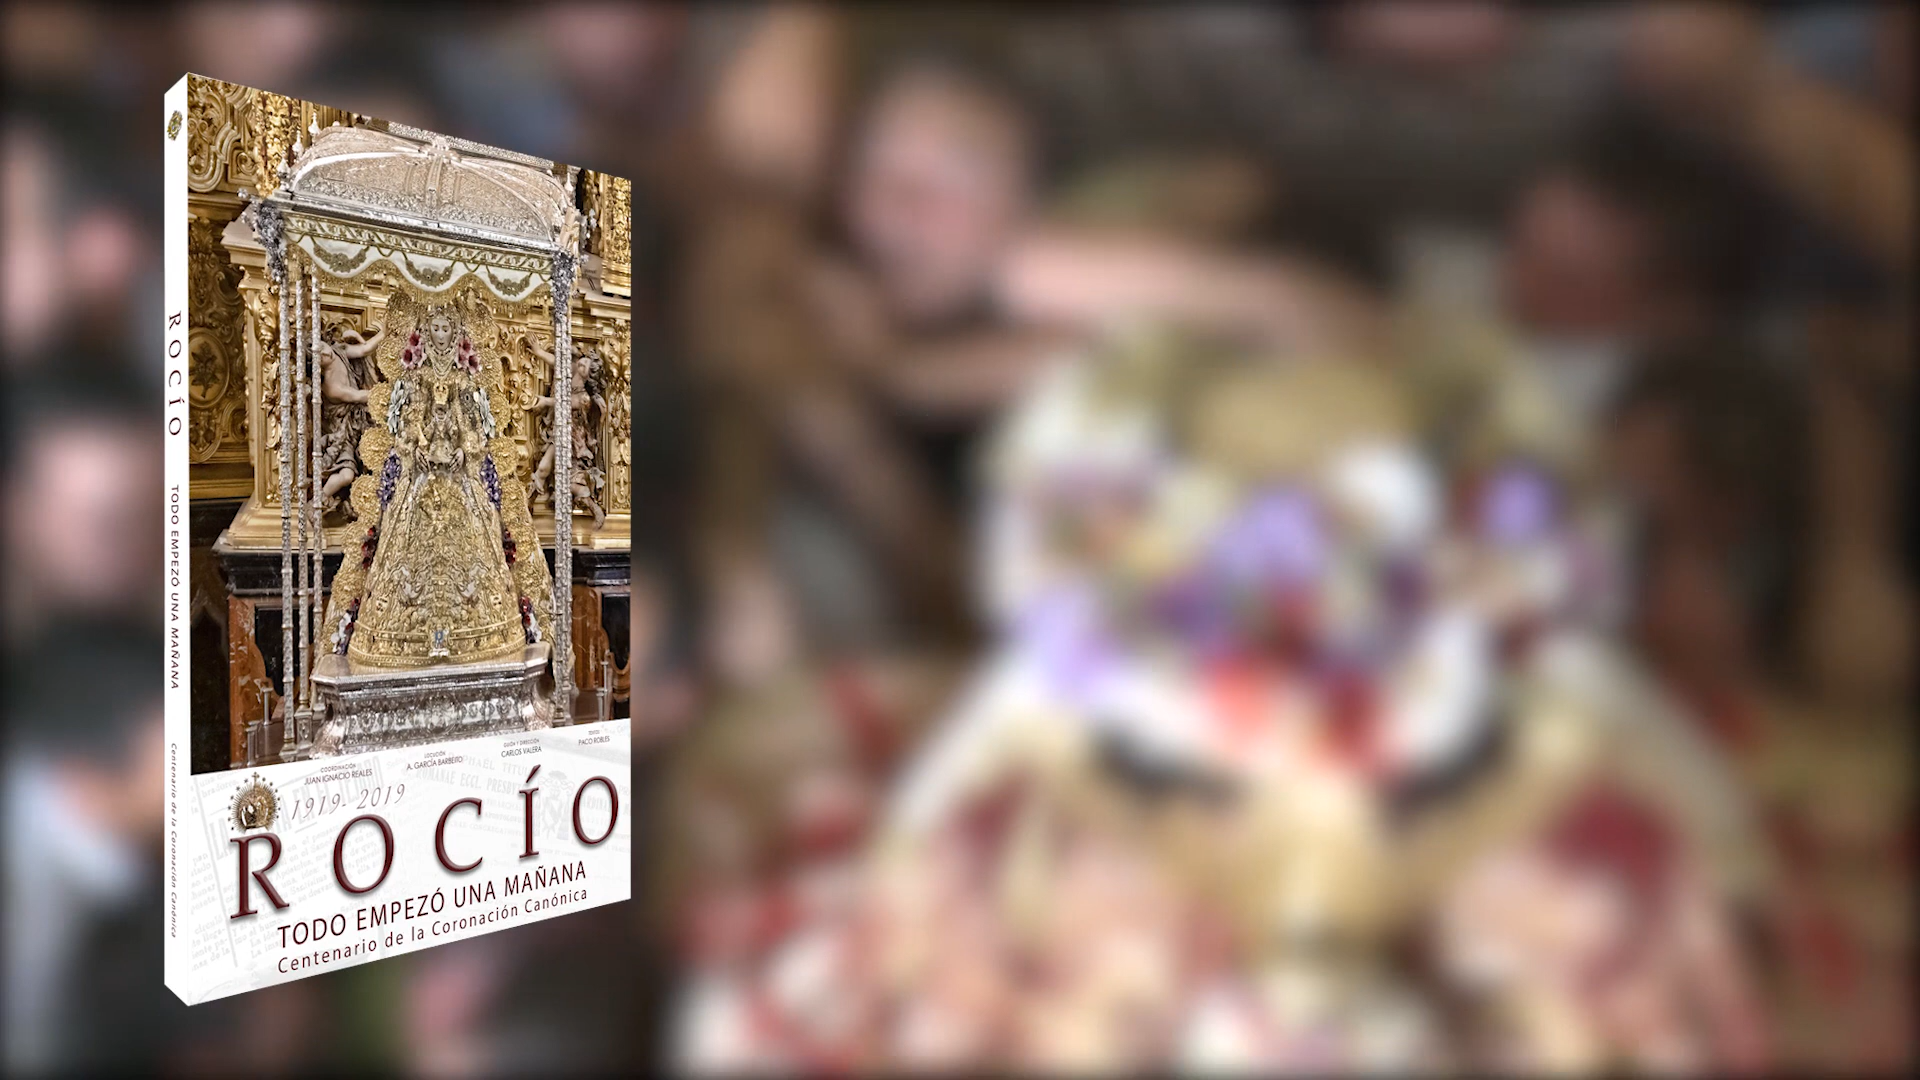 ROCÍO
TODO EMPEZÓ UNA MAÑANA
Centenario de la Coronación Canónica
COORDINACIÓN
JUAN IGNACIO REALES
LOCUCIÓN
A. GARCÍA BARBEITO
GUIÓN Y DIRECCIÓN
CARLOS VALERA
TEXTOS
PACO ROBLES
1919-2019
ROCÍO
TODO EMPEZÓ UNA MAÑANA
Centenario de la Coronación Canónica